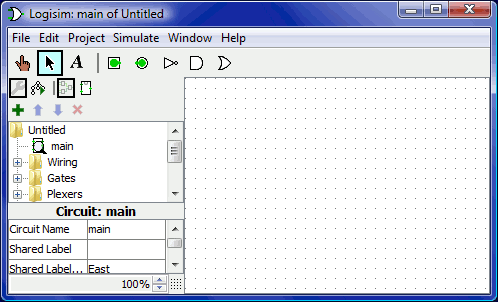 Logisim: main of Untitled
File Edit Project Simulate Window Help
A
Untitled
main
Wiring
Gates
Plexers
Circuit: main
Circuit Name main
Shared Label
Shared Label... East
100%